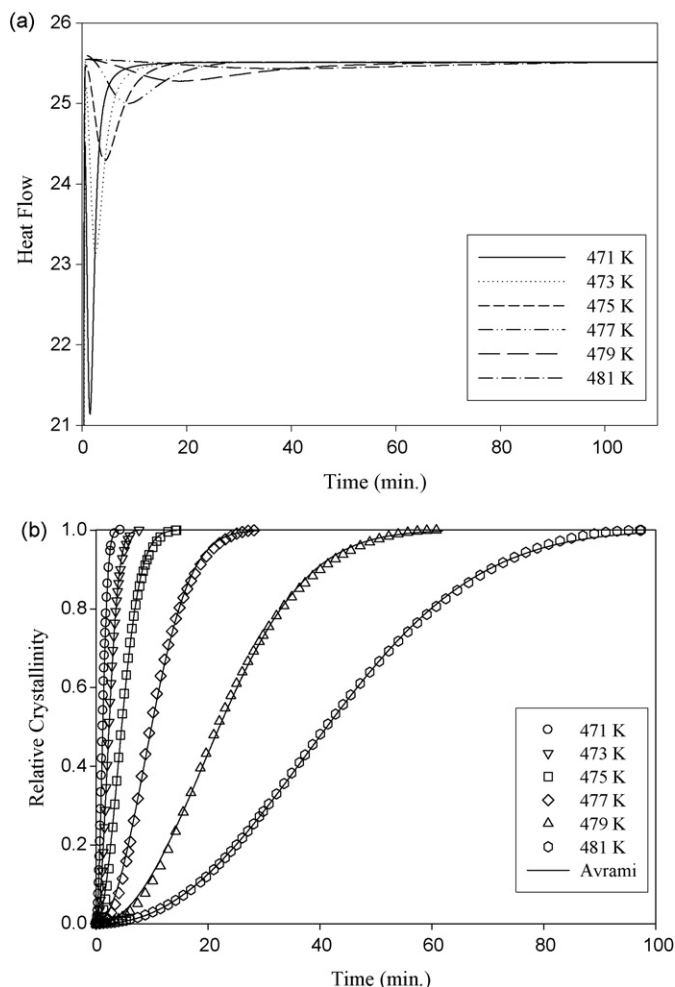 (a)
26
25
24
23
22
21
Heat Flow
471 K
473 K
475 K
477 K
479 K
481 K
0 20 40 60 80 100
Time (min.)
(b)
1.0
0.8
0.6
0.4
0.2
0.0
Relative Crystallinity
471 K
473 K
475 K
477 K
479 K
481 K
Avrami
0 20 40 60 80 100
Time (min.)